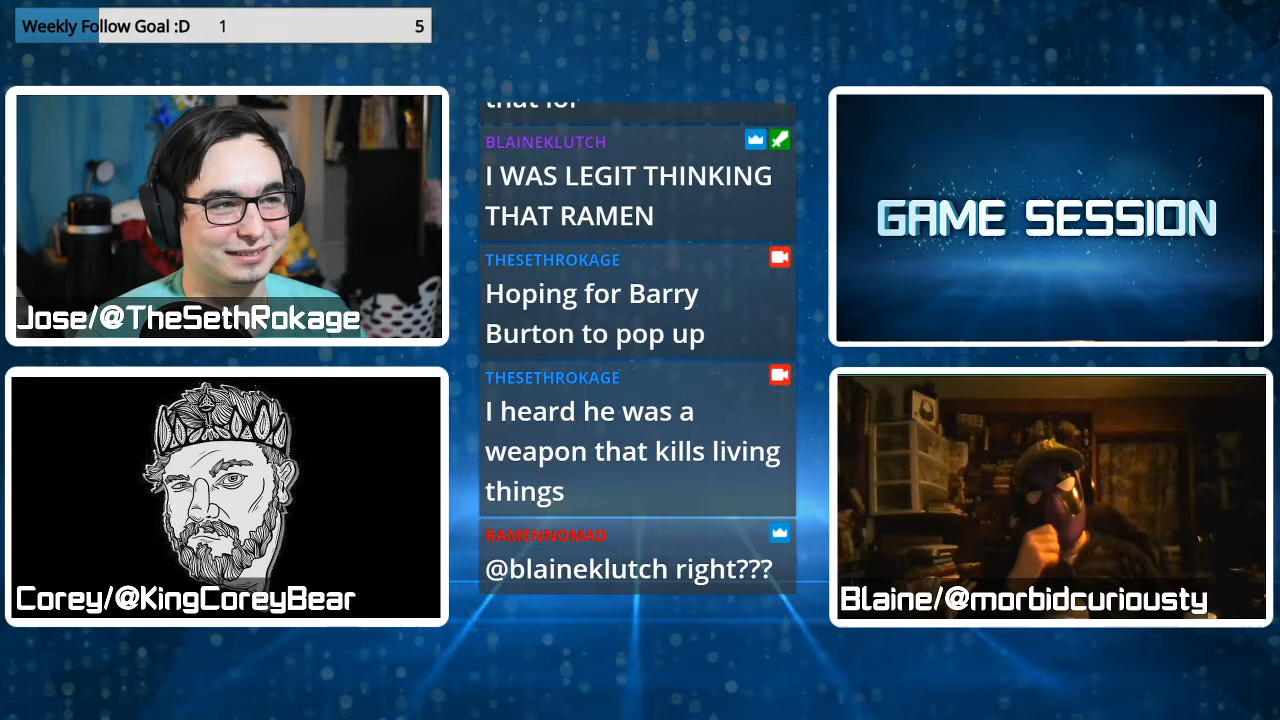 Weekly Follow Goal :D 1 5
that for
BLAINEKLUTCH
I WAS LEGIT THINKING
THAT RAMEN
THESETHROKAGE
Hoping for Barry
Burton to pop up
THESETHROKAGE
I heard he was a
weapon that kills living
things
RAMENNOMAD
@blaineklutch right???
Jose/@TheSethRokage
GAME SESSION
Corey/@KingCoreyBear
Blaine/@morbidcuriousty